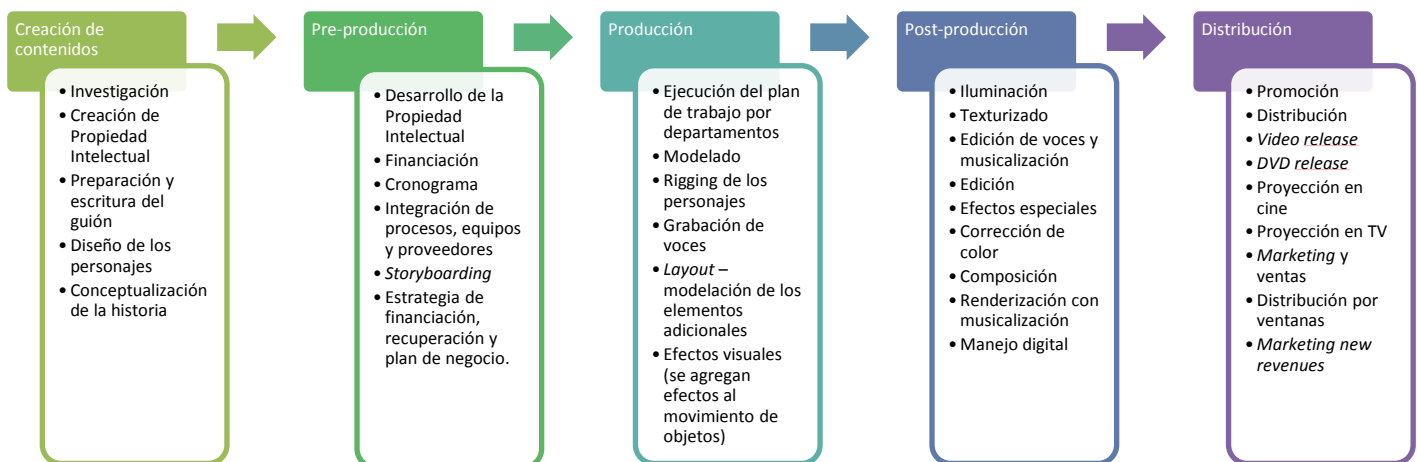 Creación de
contenidos
• Investigación
• Creación de
Propiedad
Intelectual
• Preparación y
escritura del
guión
• Diseño de los
personajes
• Conceptualización
de la historia
Pre-producción
• Desarrollo de la
Propiedad
Intelectual
• Financiación
• Cronograma
• Integración de
procesos, equipos
y proveedores
• Storyboarding
• Estrategia de
financiación,
recuperación y
plan de negocio.
Producción
• Ejecución del plan
de trabajo por
departamentos
• Modelado
• Rigging de los
personajes
• Grabación de
voces
• Layout –
modelación de los
elementos
adicionales
• Efectos visuales
(se agregan
efectos al
movimiento de
objetos)
Post-producción
• Iluminación
• Texturizado
• Edición de voces y
musicalización
• Edición
• Efectos especiales
• Corrección de
color
• Composición
• Renderización con
musicalización
• Manejo digital
Distribución
• Promoción
• Distribución
• Video release
• DVD release
• Proyección en
cine
• Proyección en TV
• Marketing y
ventas
• Distribución por
ventanas
• Marketing new
revenues